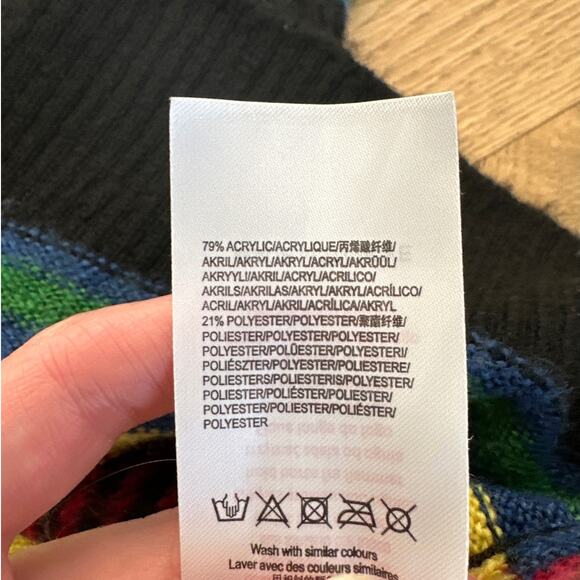 79% ACRYLIC/ACRYLIQUE/丙烯酸纤维/
AKRIL/AKRYL/AKRYL/ACRYL/AKRÜÜL/
AKRYYLI/AKRIL/ACRYL/ACRILICO/
AKRILS/AKRILAS/AKRYL/AKRYL/ACRÍLICO/
ACRIL/AKRYL/AKRIL/ACRÍLICA/AKRYL
21% POLYESTER/POLYESTER/聚酯纤维/
POLIESTER/POLYESTER/POLYESTER/
POLYESTER/POLÜESTER/POLYESTERI/
POLIÉSZTER/POLYESTER/POLIESTERE/
POLIESTERS/POLIESTERIS/POLYESTER/
POLIESTER/POLIÉSTER/POLIESTER/
POLYESTER/POLIESTER/POLIÉSTER/
POLYESTER
Wash with similar colours
Laver avec des couleurs similaires